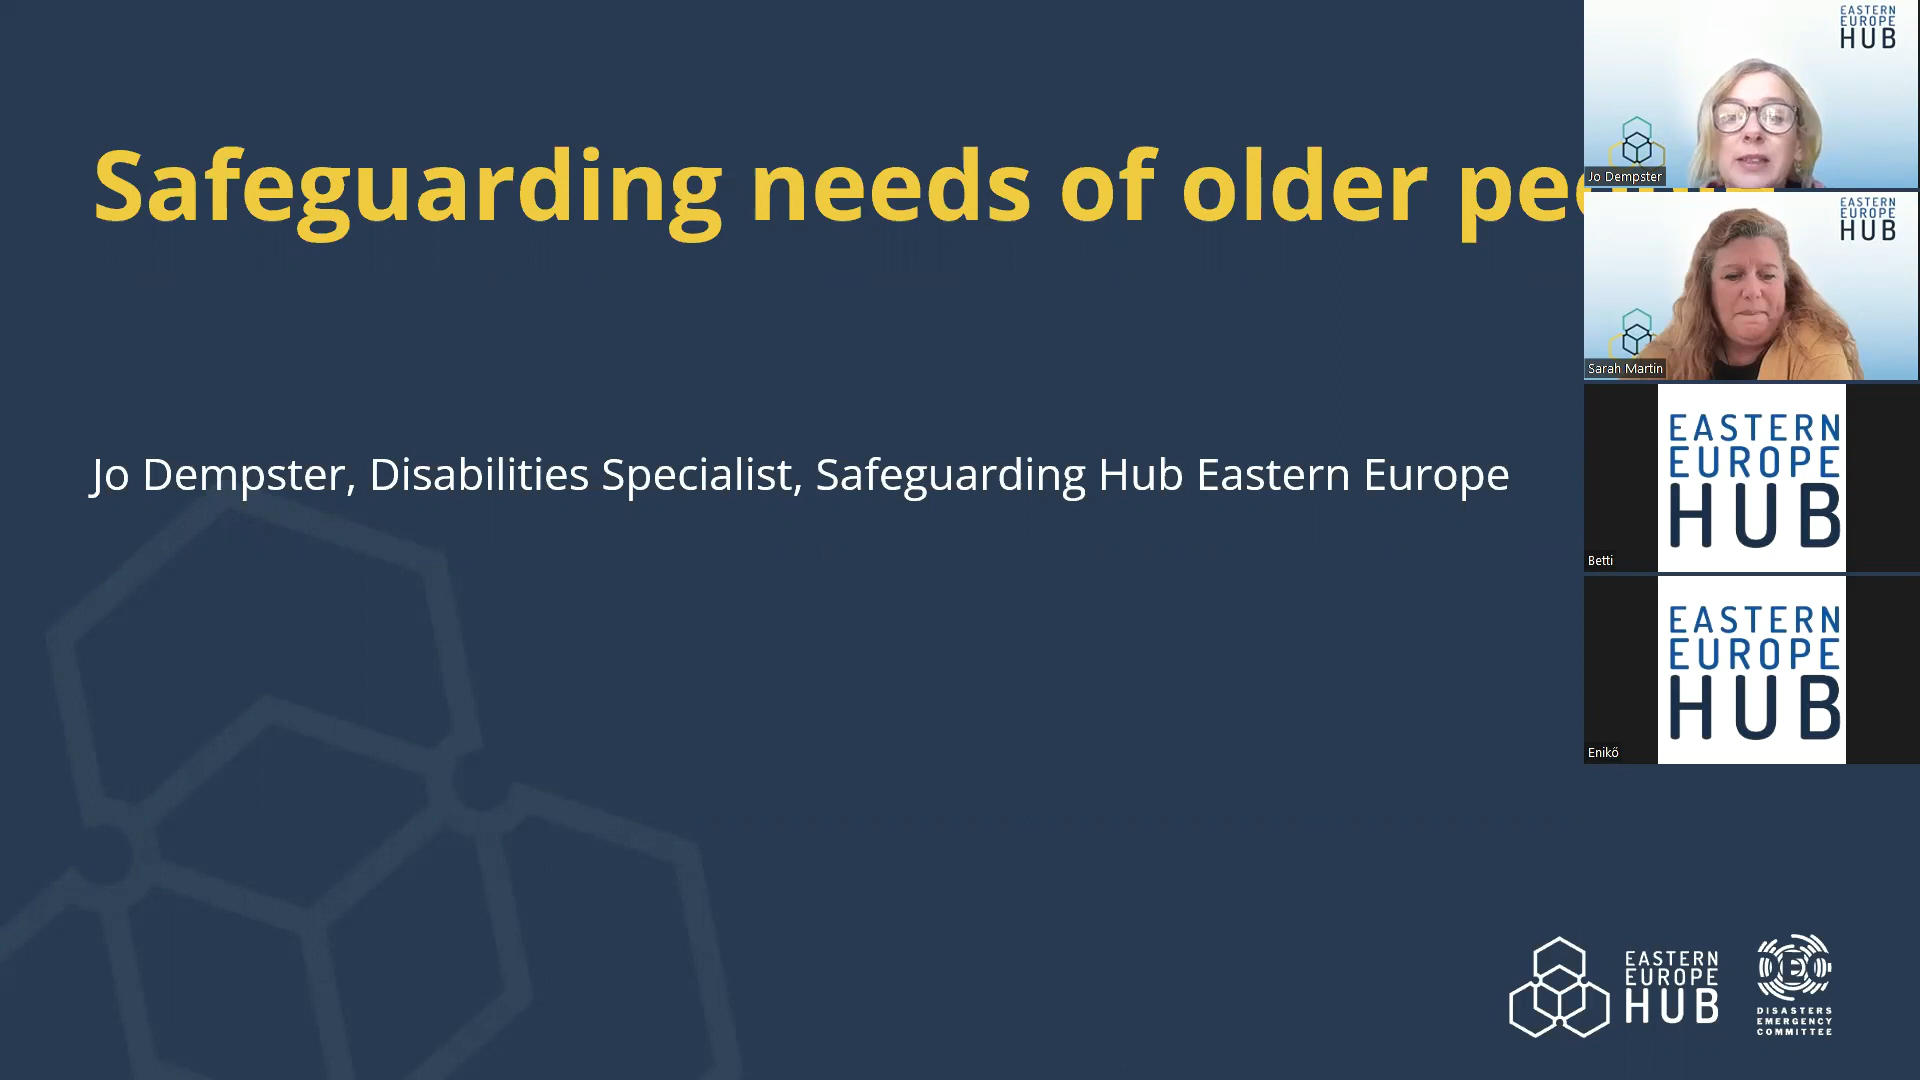 Safeguarding needs of older
Jo Dempster, Disabilities Specialist, Safeguarding Hub Eastern Europe
EASTERN
EUROPE
HUB
Jo Dempster
EASTERN
EUROPE
HUB
Sarah Martin
EASTERN
EUROPE
HUB
Betti
EASTERN
EUROPE
HUB
Enikő
EASTERN
EUROPE
HUB
DEC
DISASTERS
EMERGENCY
COMMITTEE